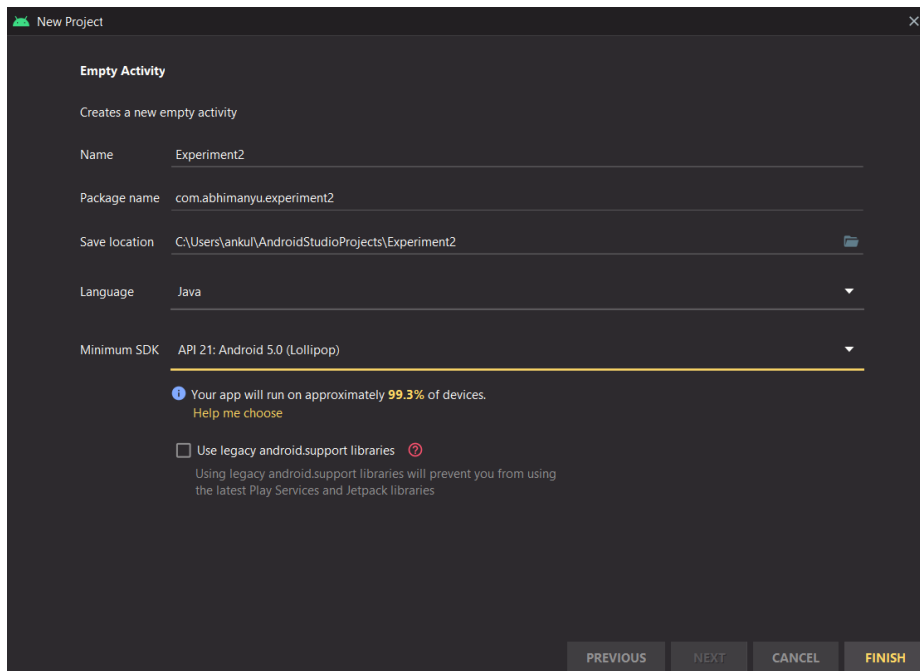 New Project
Empty Activity
Creates a new empty activity
Name Experiment2
Package name com.abhimanyu.experiment2
Save location C:\Users\ankul\AndroidStudioProjects\Experiment2
Language Java
Minimum SDK API 21: Android 5.0 (Lollipop)
Your app will run on approximately 99.3% of devices.
Help me choose
Use legacy android.support libraries
Using legacy android.support libraries will prevent you from using
the latest Play Services and Jetpack libraries
PREVIOUS NEXT CANCEL FINISH